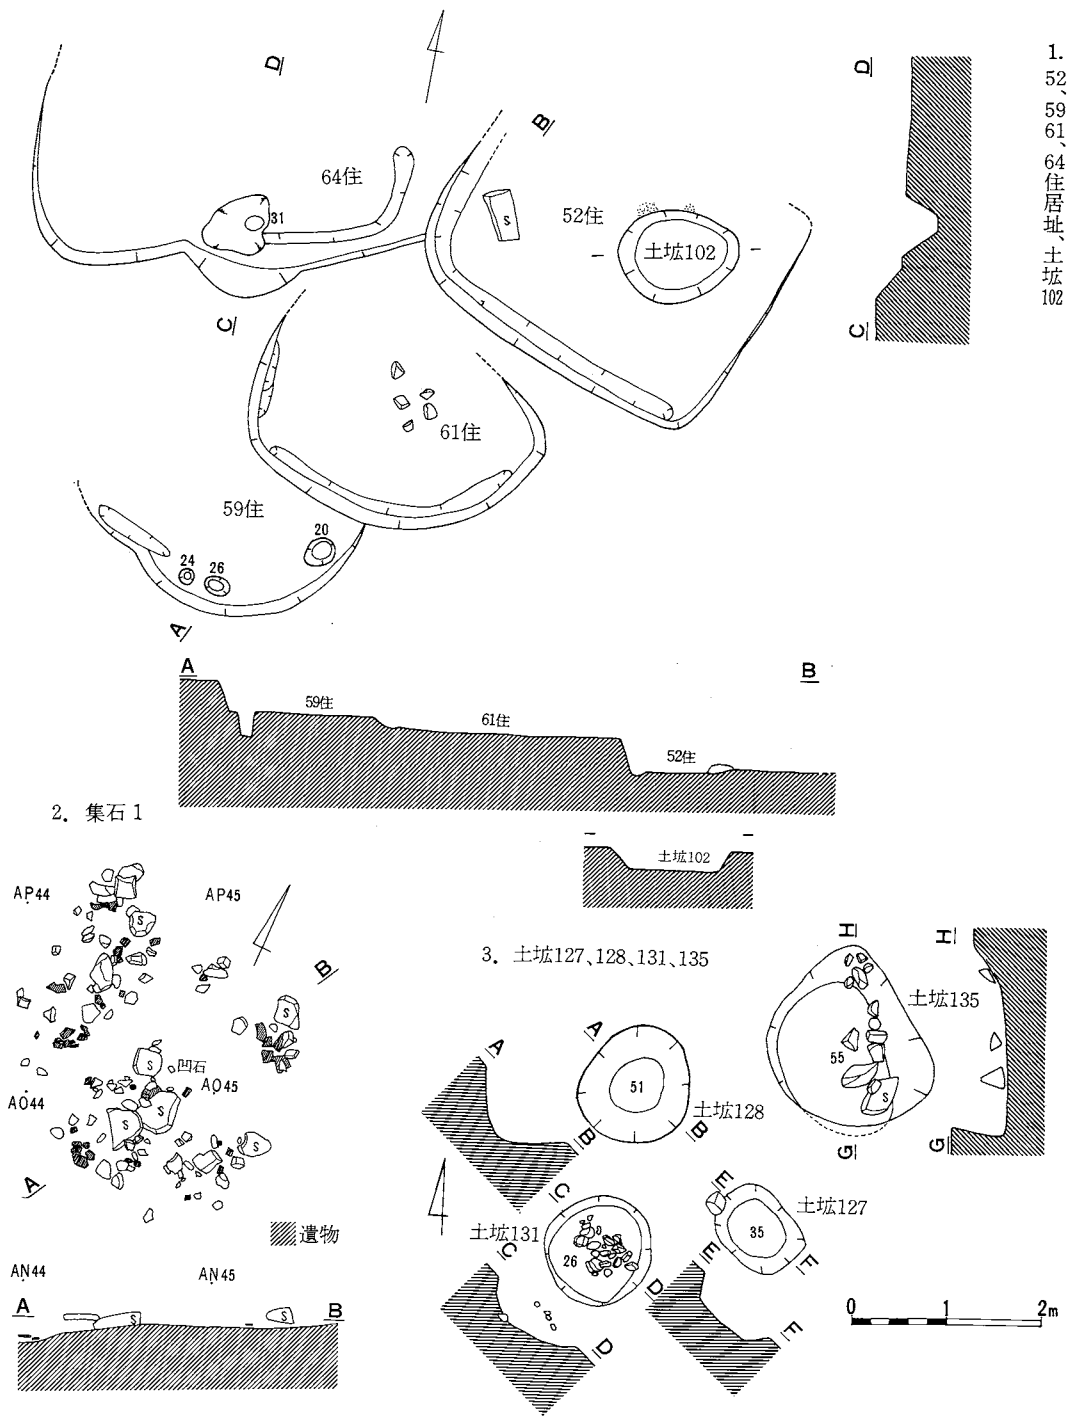 1.52、59 61、64住居址、土坑102
D
64住
31
C
B
52住
S
土坑102
61住
59住
24
26
20
A
D
C
A
B
59住
61住
52住
土坑102
2. 集石1
AP44
AP45
S
B
S
S
凹石
AO44
AO45
S
S
S
A
遺物
AN44
AN45
A
B
S
S
3. 土坑127、128、131、135
H
H
土坑135
55
S
G
G
A
A
51
土坑128
B
B
C
土坑131
C
26
D
D
E
土坑127
35
E
F
F
0 1 2m